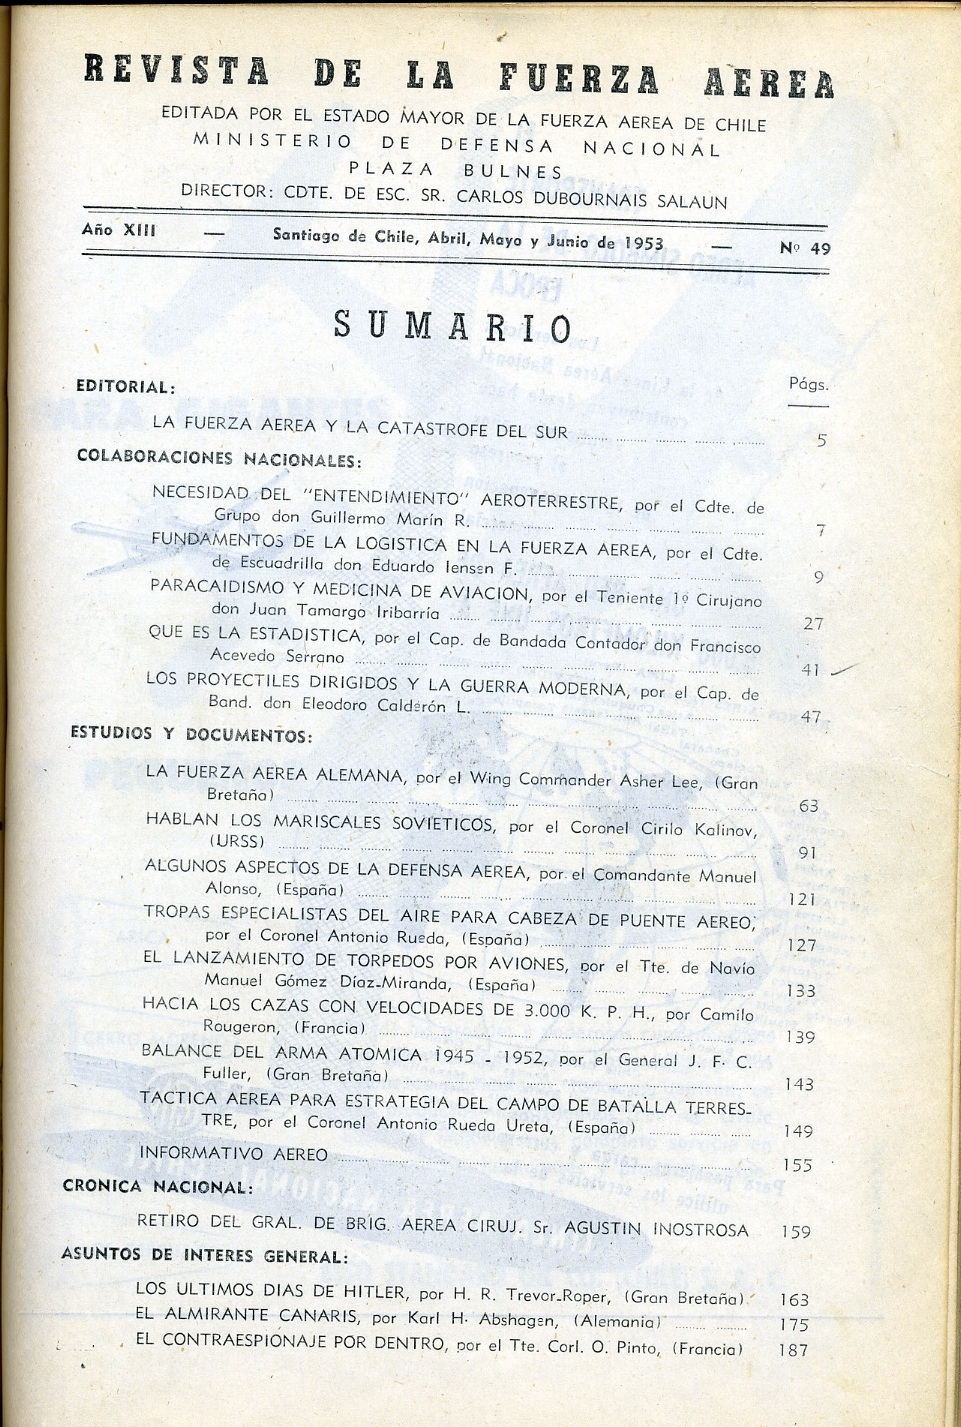 REVISTA DE LA FUERZA AEREA
EDITADA POR EL ESTADO MAYOR DE LA FUERZA AEREA DE CHILE
MINISTERIO DE DEFENSA NACIONAL
PLAZA BULNES
DIRECTOR: CDTE. DE ESC. SR. CARLOS DUBOURNAIS SALAUN
Año XIII — Santiago de Chile, Abril, Mayo y Junio de 1953 — Nº 49
SUMARIO
Págs.
EDITORIAL:
LA FUERZA AEREA Y LA CATASTROFE DEL SUR ........ 5
COLABORACIONES NACIONALES:
NECESIDAD DEL "ENTENDIMIENTO" AEROTERRESTRE, por el Cdte. de
Grupo don Guillermo Marín R. ........ 7
FUNDAMENTOS DE LA LOGISTICA EN LA FUERZA AEREA, por el Cdte.
de Escuadrilla don Eduardo Iensen F. ........ 9
PARACAIDISMO Y MEDICINA DE AVIACION, por el Teniente 1º Cirujano
don Juan Tamargo Iribarría ........ 27
QUE ES LA ESTADISTICA, por el Cap. de Bandada Contador don Francisco
Acevedo Serrano ........ 41
LOS PROYECTILES DIRIGIDOS Y LA GUERRA MODERNA, por el Cap. de
Band. don Eleodoro Calderón L. ........ 47
ESTUDIOS Y DOCUMENTOS:
LA FUERZA AEREA ALEMANA, por el Wing Commander Asher Lee, (Gran
Bretaña) ........ 63
HABLAN LOS MARISCALES SOVIETICOS, por el Coronel Cirilo Kalinov,
(URSS) ........ 91
ALGUNOS ASPECTOS DE LA DEFENSA AEREA, por el Comandante Manuel
Alonso, (España) ........ 121
TROPAS ESPECIALISTAS DEL AIRE PARA CABEZA DE PUENTE AEREO,
por el Coronel Antonio Rueda, (España) ........ 127
EL LANZAMIENTO DE TORPEDOS POR AVIONES, por el Tte. de Navío
Manuel Gómez Díaz-Miranda, (España) ........ 133
HACIA LOS CAZAS CON VELOCIDADES DE 3.000 K. P. H., por Camilo
Rougeron, (Francia) ........ 139
BALANCE DEL ARMA ATOMICA 1945 - 1952, por el General J. F. C.
Fuller, (Gran Bretaña) ........ 143
TACTICA AEREA PARA ESTRATEGIA DEL CAMPO DE BATALLA TERRES-
TRE, por el Coronel Antonio Rueda Ureta, (España) ........ 149
INFORMATIVO AEREO ........ 155
CRONICA NACIONAL:
RETIRO DEL GRAL. DE BRIG. AEREA CIRUJ. Sr. AGUSTIN INOSTROSA 159
ASUNTOS DE INTERES GENERAL:
LOS ULTIMOS DIAS DE HITLER, por H. R. Trevor-Roper, (Gran Bretaña). 163
EL ALMIRANTE CANARIS, por Karl H. Abshagen, (Alemania) ........ 175
EL CONTRAESPIONAJE POR DENTRO, por el Tte. Corl. O. Pinto, (Francia) 187